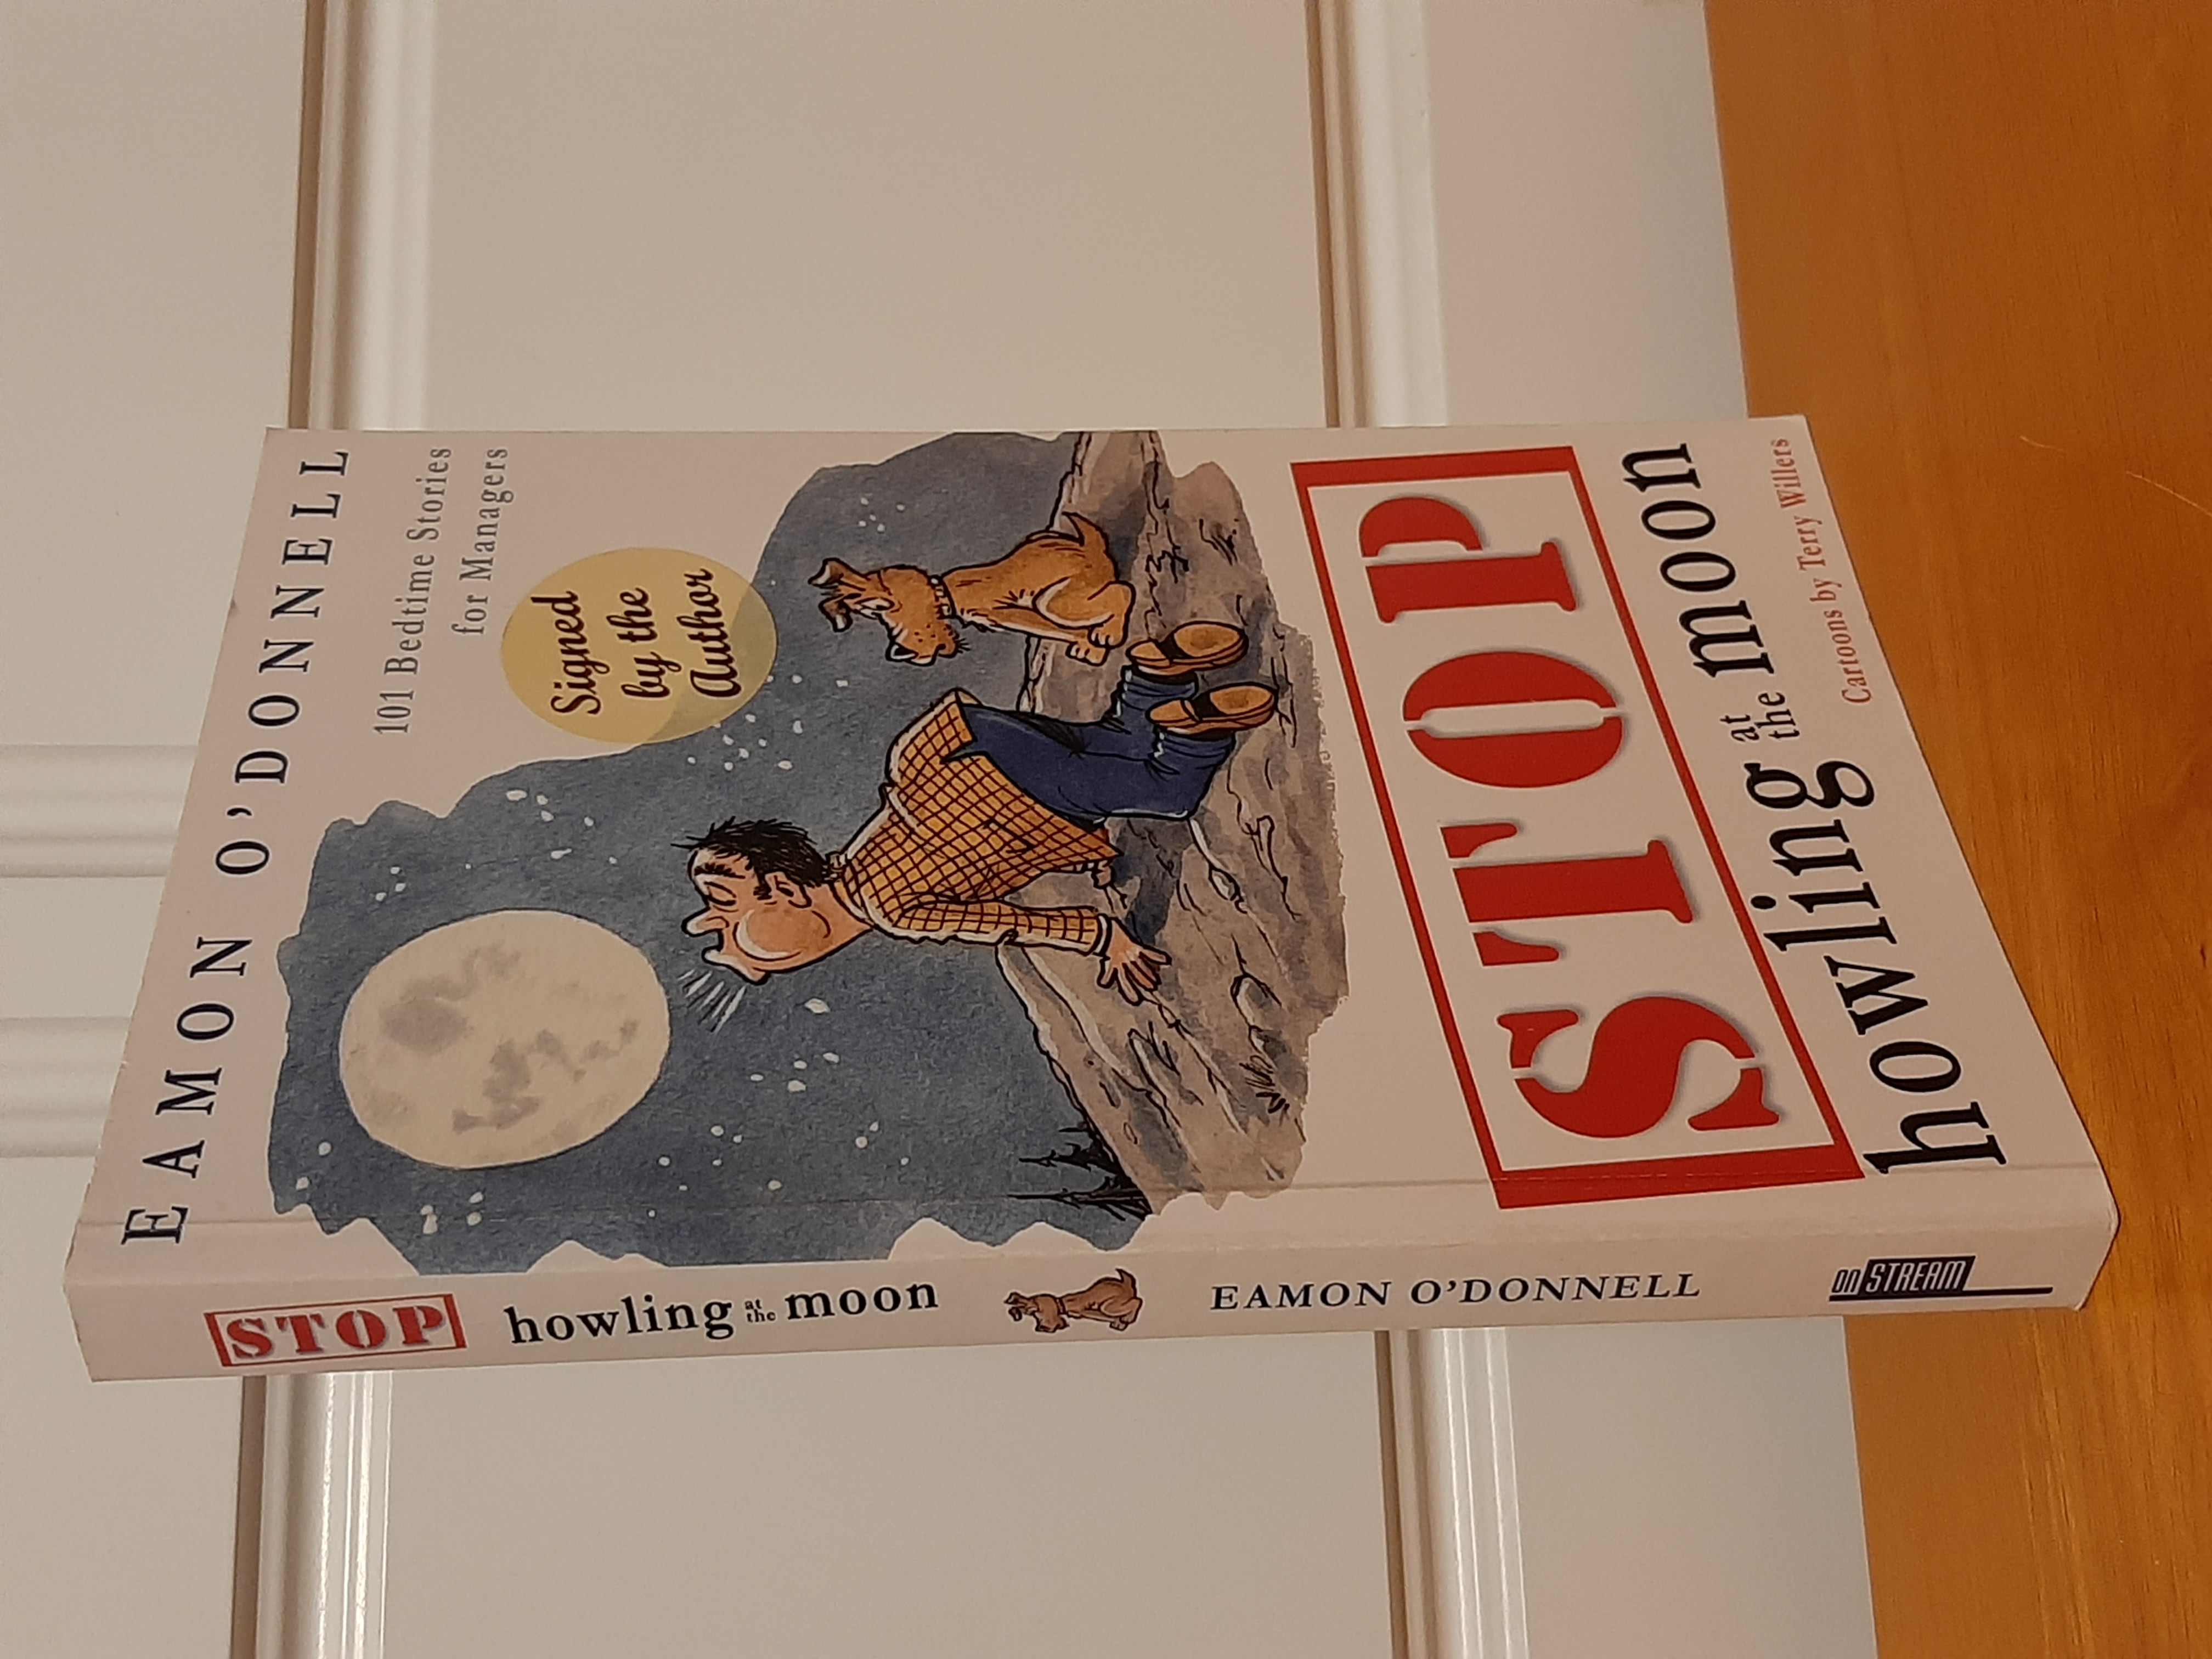 EAMON O'DONNELL
101 Bedtime Stories
for Managers
Signed
by the
Author
STOP
howling at the moon
Cartoons by Terry Willers
STOP howling at the moon EAMON O'DONNELL on STREAM